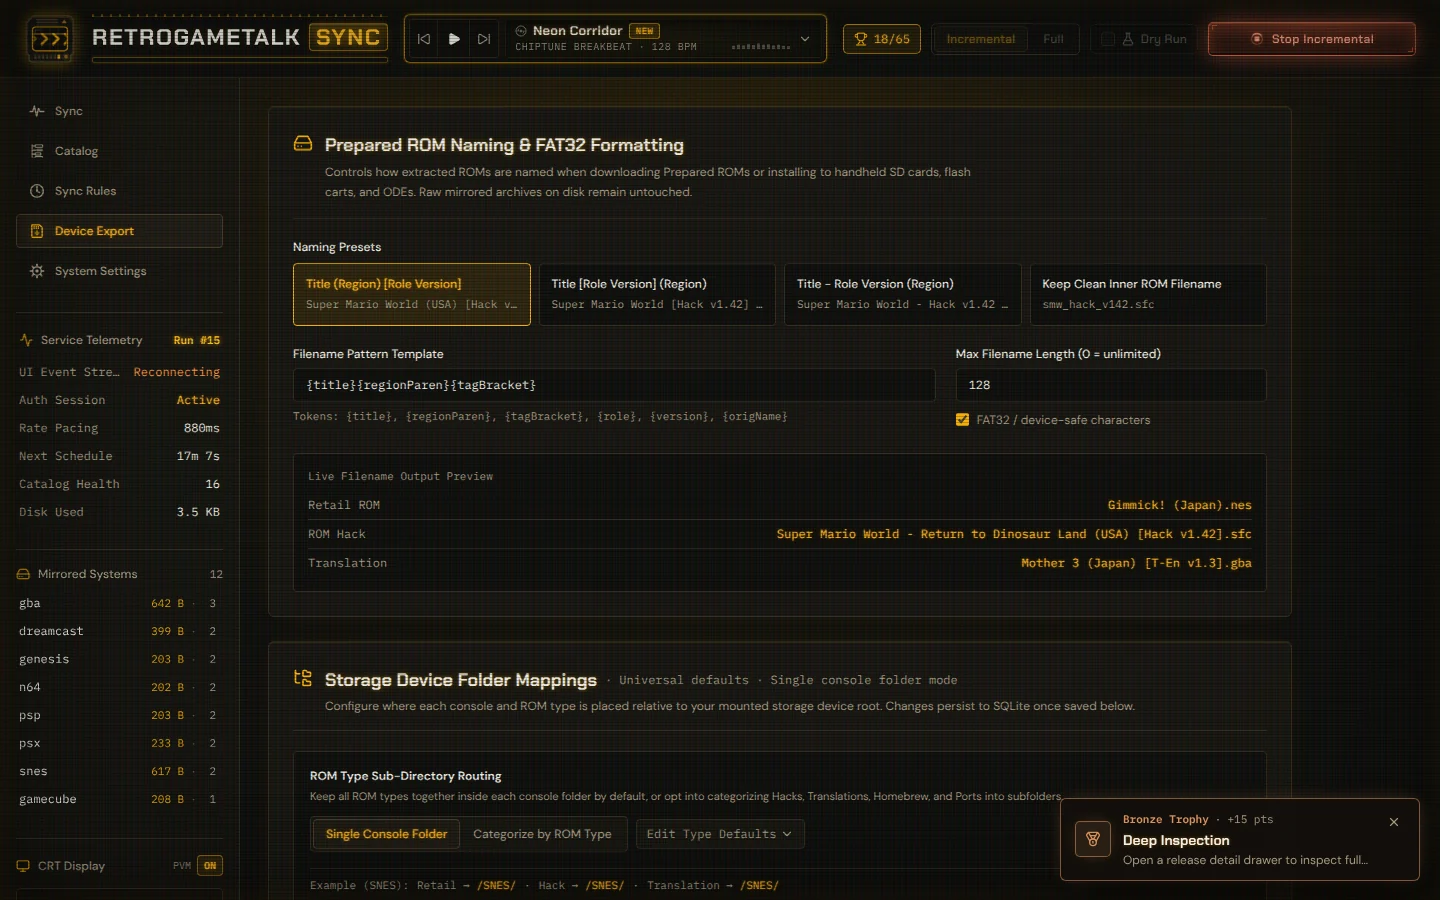 RETROGAMETALK SYNC
Neon Corridor NEW
CHIPTUNE BREAKBEAT · 128 BPM
18/65
Incremental Full
Dry Run
Stop Incremental
Sync
Catalog
Sync Rules
Device Export
System Settings
Service Telemetry Run #15
UI Event Stre… Reconnecting
Auth Session Active
Rate Pacing 880ms
Next Schedule 17m 7s
Catalog Health 16
Disk Used 3.5 KB
Mirrored Systems 12
gba 642 B · 3
dreamcast 399 B · 2
genesis 203 B · 2
n64 202 B · 2
psp 203 B · 2
psx 233 B · 2
snes 617 B · 2
gamecube 208 B · 1
CRT Display PVM ON
Prepared ROM Naming & FAT32 Formatting
Controls how extracted ROMs are named when downloading Prepared ROMs or installing to handheld SD cards, flash
carts, and ODEs. Raw mirrored archives on disk remain untouched.
Naming Presets
Title (Region) [Role Version]
Super Mario World (USA) [Hack v…
Title [Role Version] (Region)
Super Mario World [Hack v1.42] …
Title - Role Version (Region)
Super Mario World - Hack v1.42 …
Keep Clean Inner ROM Filename
smw_hack_v142.sfc
Filename Pattern Template
{title}{regionParen}{tagBracket}
Tokens: {title}, {regionParen}, {tagBracket}, {role}, {version}, {origName}
Max Filename Length (0 = unlimited)
128
FAT32 / device-safe characters
Live Filename Output Preview
Retail ROM Gimmick! (Japan).nes
ROM Hack Super Mario World - Return to Dinosaur Land (USA) [Hack v1.42].sfc
Translation Mother 3 (Japan) [T-En v1.3].gba
Storage Device Folder Mappings · Universal defaults · Single console folder mode
Configure where each console and ROM type is placed relative to your mounted storage device root. Changes persist to SQLite once saved below.
ROM Type Sub-Directory Routing
Keep all ROM types together inside each console folder by default, or opt into categorizing Hacks, Translations, Homebrew, and Ports into subfolders.
Single Console Folder Categorize by ROM Type Edit Type Defaults
Example (SNES): Retail → /SNES/ · Hack → /SNES/ · Translation → /SNES/
Bronze Trophy · +15 pts
Deep Inspection
Open a release detail drawer to inspect full…